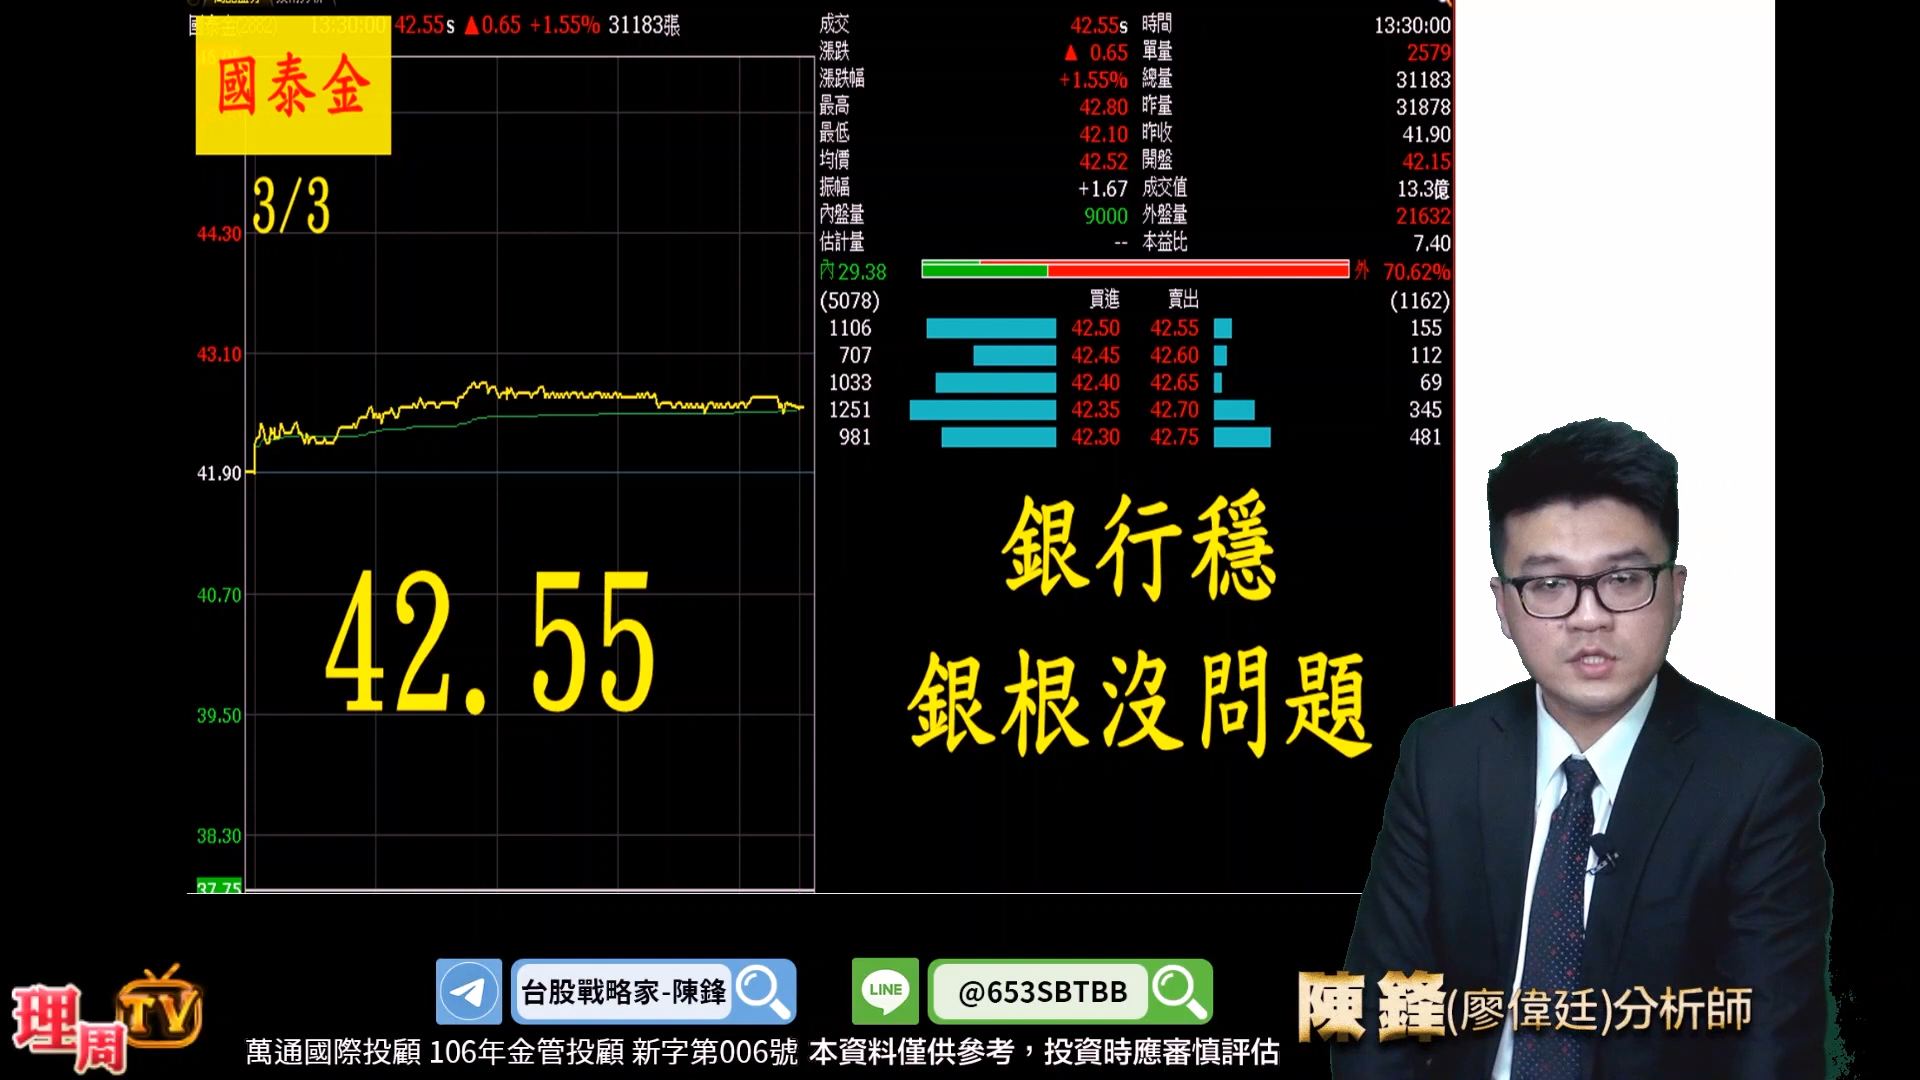 13:30:00 42.55s ▲0.65 +1.55% 31183張
國泰金
3/3
44.30
43.10
41.90
40.70
39.50
38.30
37.75
42.55
成交 42.55s 時間 13:30:00
漲跌 ▲ 0.65 單量 2579
漲跌幅 +1.55% 總量 31183
最高 42.80 昨量 31878
最低 42.10 昨收 41.90
均價 42.52 開盤 42.15
振幅 +1.67 成交值 13.3億
內盤量 9000 外盤量 21632
估計量 -- 本益比 7.40
內29.38 外 70.62%
(5078) 買進 賣出 (1162)
1106 42.50 42.55 155
707 42.45 42.60 112
1033 42.40 42.65 69
1251 42.35 42.70 345
981 42.30 42.75 481
銀行穩
銀根沒問題
理周TV
台股戰略家-陳鋒
LINE
@653SBTBB
陳鋒(廖偉廷)分析師
萬通國際投顧 106年金管投顧 新字第006號 本資料僅供參考，投資時應審慎評估